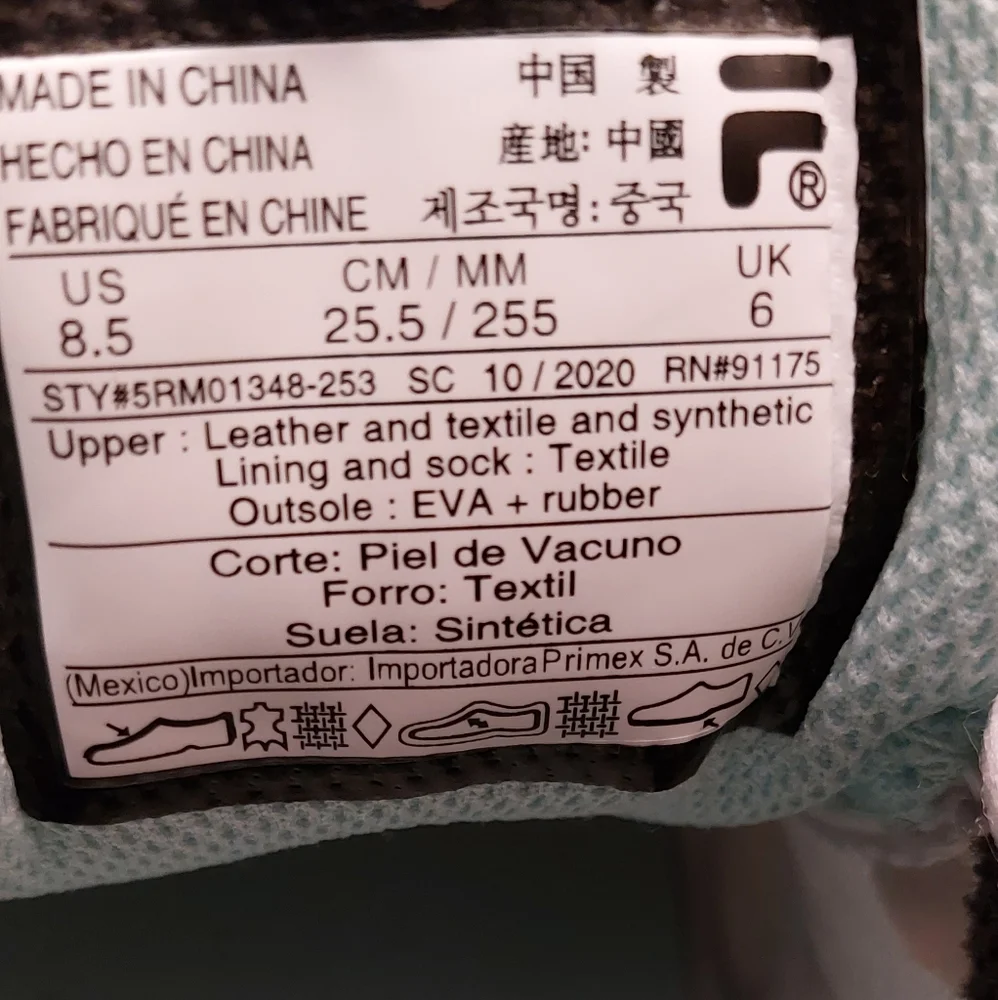 MADE IN CHINA 中国 製
HECHO EN CHINA 産地: 中國
FABRIQUÉ EN CHINE 제조국명: 중국
®
US CM / MM UK
8.5 25.5 / 255 6
STY#5RM01348-253 SC 10 / 2020 RN#91175
Upper : Leather and textile and synthetic
Lining and sock : Textile
Outsole : EVA + rubber
Corte: Piel de Vacuno
Forro: Textil
Suela: Sintética
(Mexico)Importador: Importadora Primex S.A. de C.V